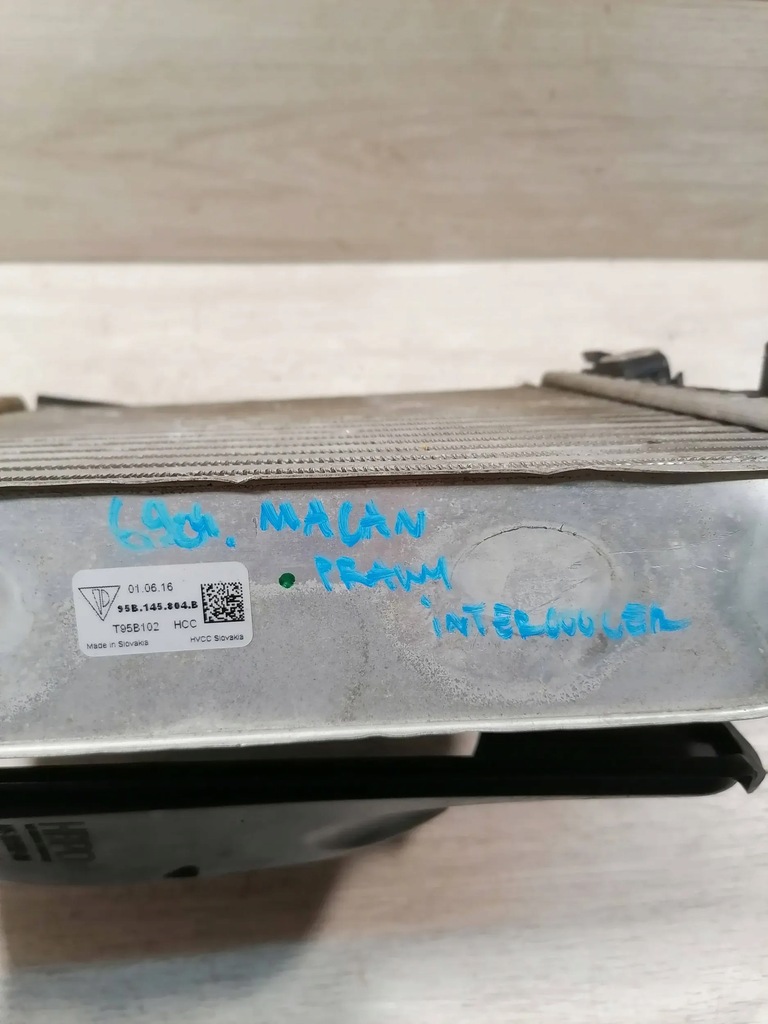 MACAN
PRAWY
INTERCOOLER
01.06.16
95B.145.804.B
T95B102 HCC
Made in Slovakia HVCC Slovakia